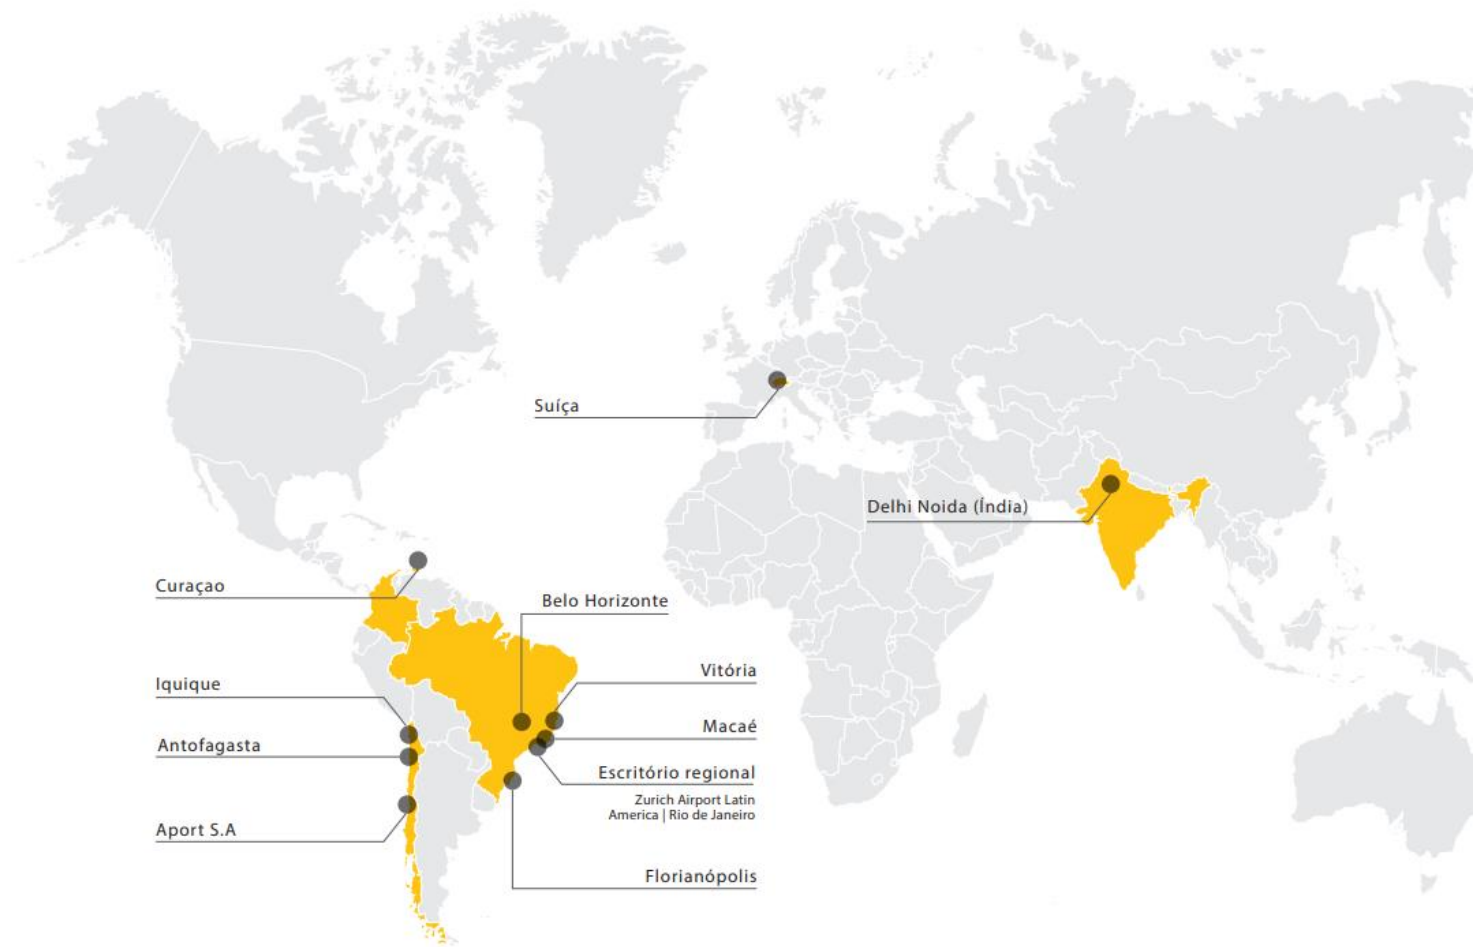 Suíça
Delhi Noida (Índia)
Curaçao
Belo Horizonte
Iquique
Vitória
Antofagasta
Macaé
Escritório regional
Zurich Airport Latin
America | Rio de Janeiro
Aport S.A
Florianópolis